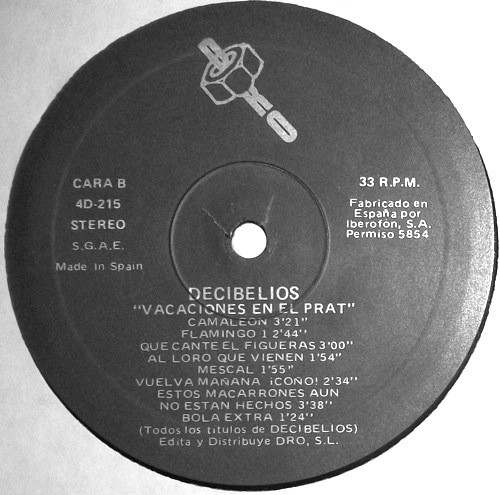 DRO
CARA B
4D-215
STEREO
S.G.A.E.
Made In Spain
33 R.P.M.
Fabricado en
España por
Iberofón, S.A.
Permiso 5854
DECIBELIOS
"VACACIONES EN EL PRAT"
CAMALEON 3'21"
FLAMINGO 1 2'44"
QUE CANTE EL FIGUERAS 3'00"
AL LORO QUE VIENEN 1'54"
MESCAL 1'55"
VUELVA MAÑANA ¡COÑO! 2'34"
ESTOS MACARRONES AUN
NO ESTAN HECHOS 3'38"
BOLA EXTRA 1'24"
(Todos los títulos de DECIBELIOS)
Edita y Distribuye DRO, S.L.